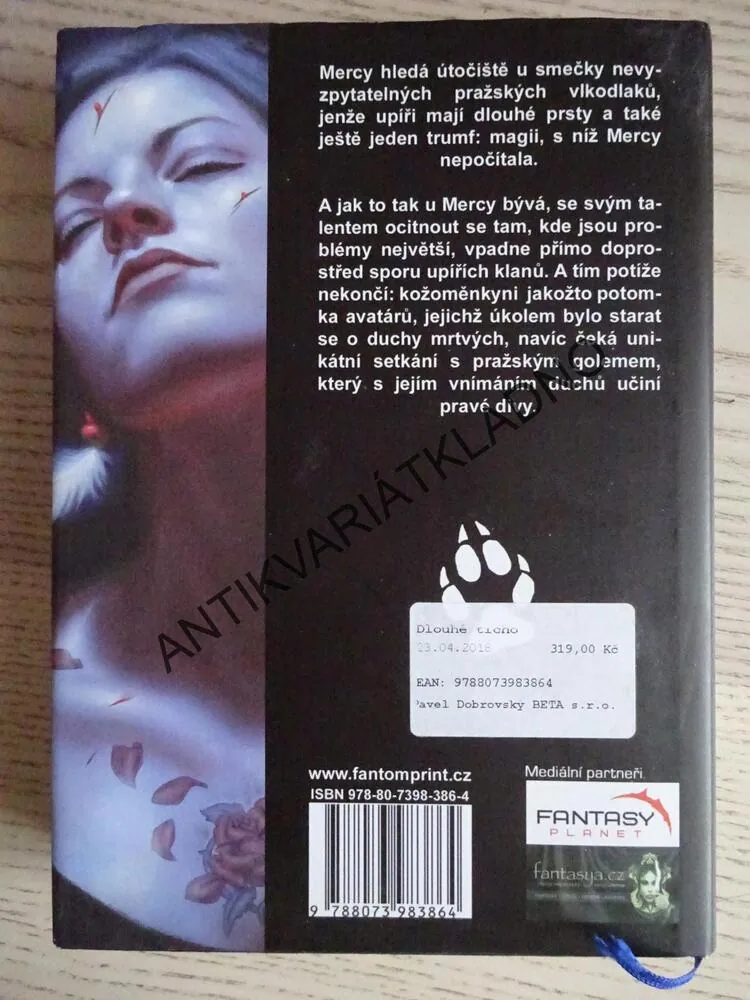 Mercy hledá útočiště u smečky nevy-
zpytatelných pražských vlkodlaků,
jenže upíři mají dlouhé prsty a také
ještě jeden trumf: magii, s níž Mercy
nepočítala.
A jak to tak u Mercy bývá, se svým ta-
lentem ocitnout se tam, kde jsou pro-
blémy největší, vpadne přímo dopro-
střed sporu upířích klanů. A tím potíže
nekončí: kožoměnkyni jakožto potom-
ka avatárů, jejichž úkolem bylo starat
se o duchy mrtvých, navíc čeká uni-
kátní setkání s pražským golemem,
který s jejím vnímáním duchů učiní
pravé divy.
ANTIKVARIÁTKLADNO
Dlouhé ticho
23.04.2018 319,00 Kč
EAN: 9788073983864
Pavel Dobrovsky BETA s.r.o.
www.fantomprint.cz
ISBN 978-80-7398-386-4
9 788073 983864
Mediální partneři
FANTASY
PLANET
fantasya.cz